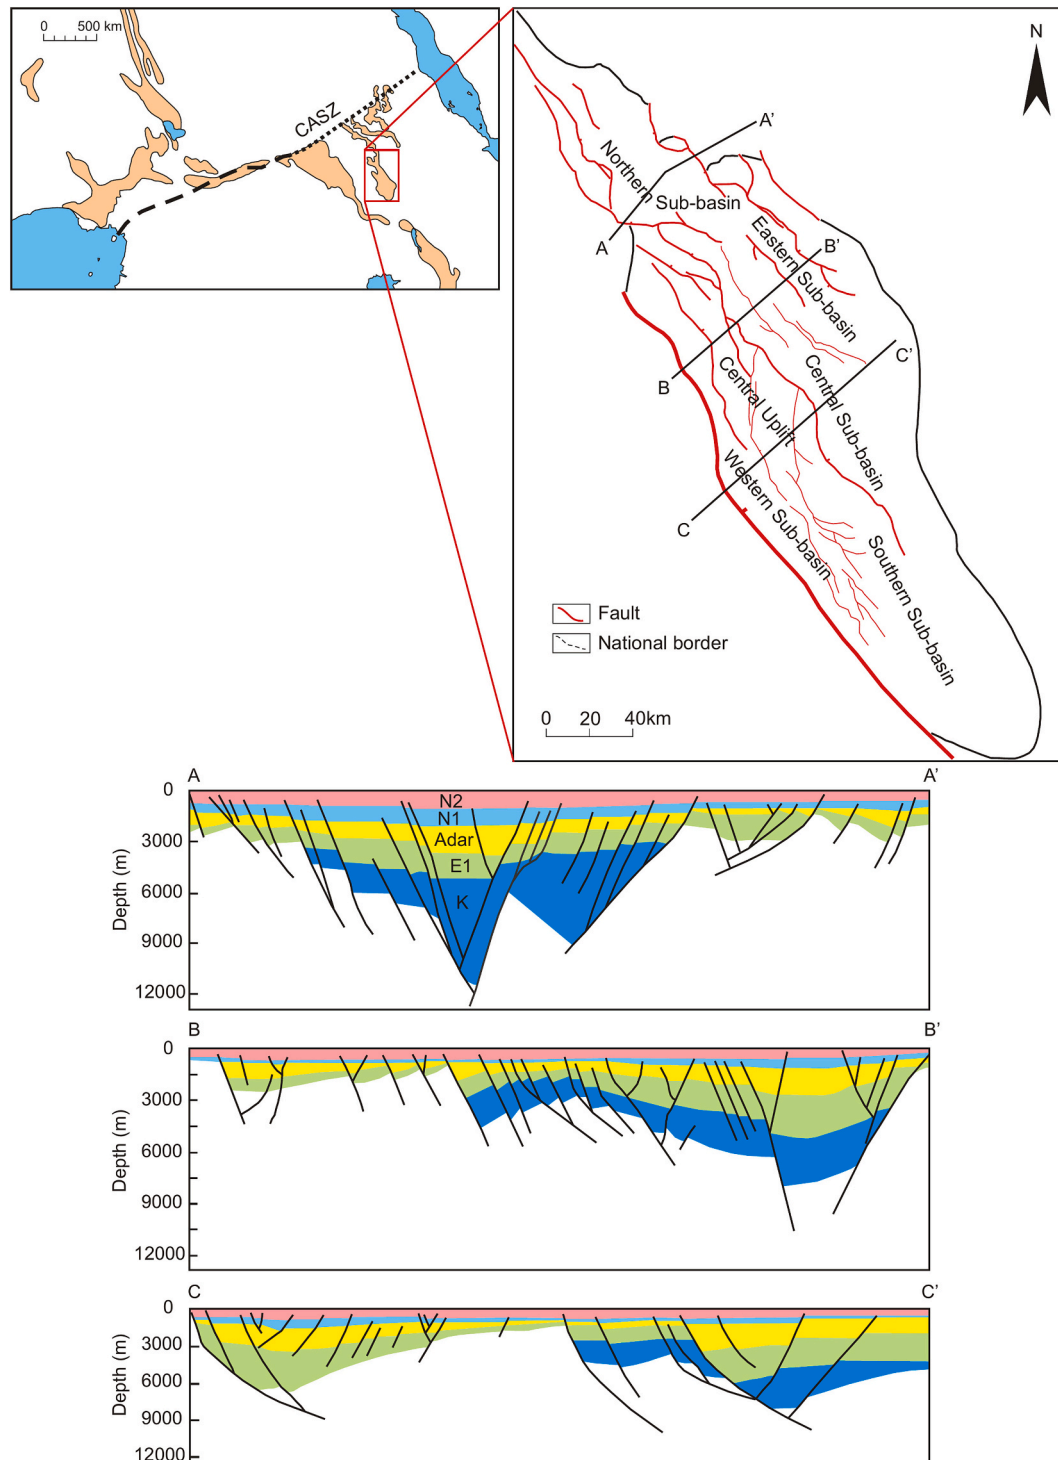 0 500 km
CASZ
N
A'
Northern
Sub-basin
A
Eastern Sub-basin
B'
B
C'
Central Uplift
Central Sub-basin
Western Sub-basin
C
Southern Sub-basin
Fault
National border
0 20 40km
A A'
0
N2
N1
Adar
3000
E1
K
6000
9000
12000
Depth (m)
B B'
0
3000
6000
9000
12000
Depth (m)
C C'
0
3000
6000
9000
12000
Depth (m)